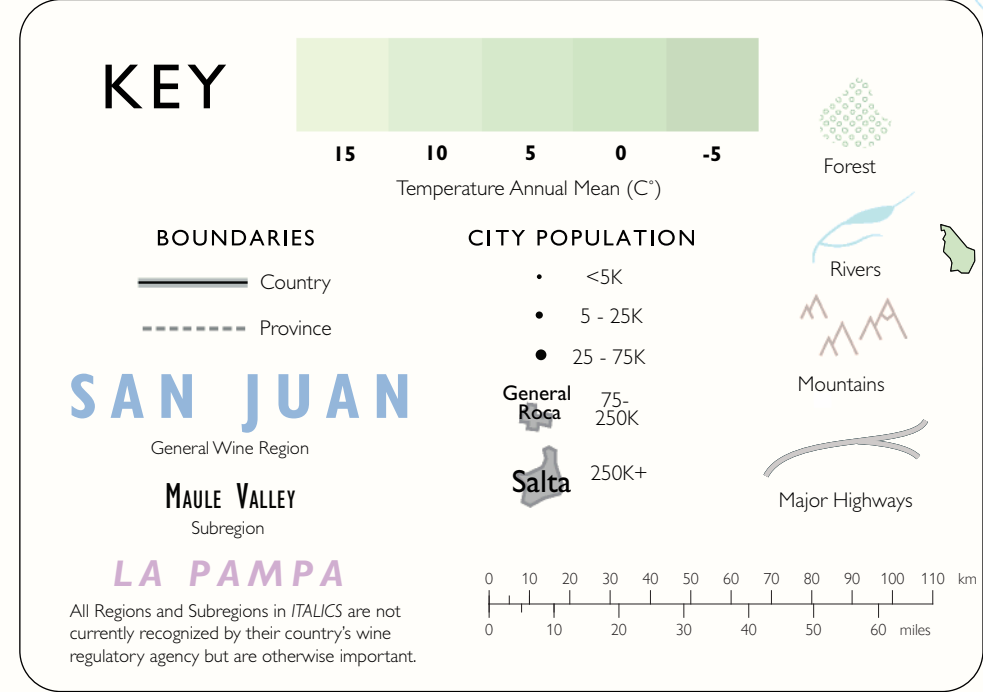 KEY
15 10 5 0 -5
Temperature Annual Mean (C°)
Forest
BOUNDARIES
Country
Province
CITY POPULATION
<5K
5 - 25K
25 - 75K
General
Roca
75-
250K
Salta
250K+
Rivers
Mountains
Major Highways
SAN JUAN
General Wine Region
MAULE VALLEY
Subregion
LA PAMPA
All Regions and Subregions in ITALICS are not
currently recognized by their country's wine
regulatory agency but are otherwise important.
0 10 20 30 40 50 60 70 80 90 100 110 km
0 10 20 30 40 50 60 miles